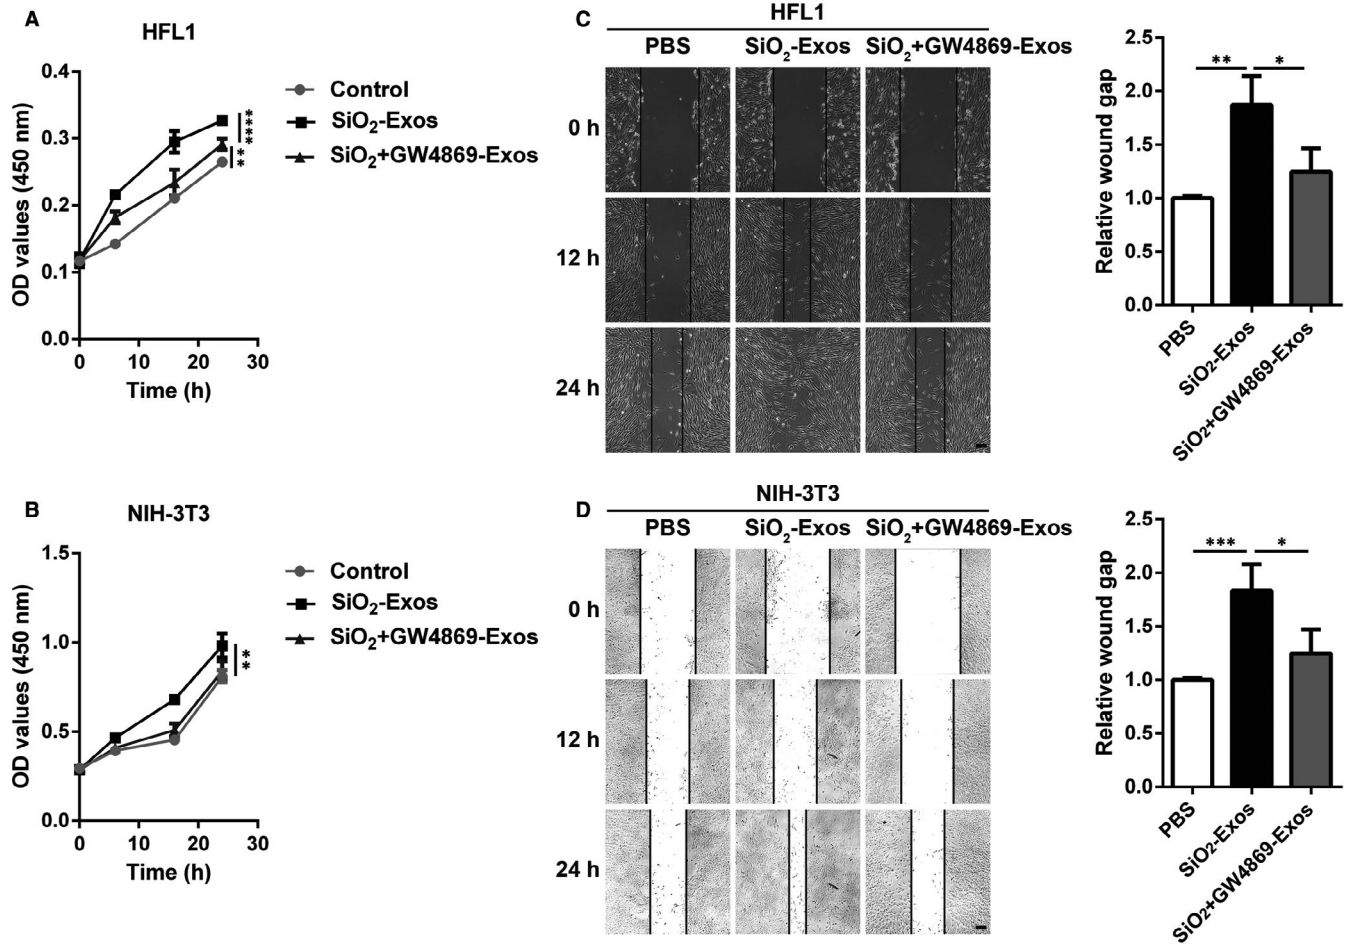 A
HFL1
OD values (450 nm)
0.4
0.3
0.2
0.1
0.0
0 10 20 30
Time (h)
Control
SiO2-Exos
SiO2+GW4869-Exos
****
**
C
HFL1
PBS SiO2-Exos SiO2+GW4869-Exos
0 h
12 h
24 h
Relative wound gap
2.5
2.0
1.5
1.0
0.5
0.0
** *
PBS
SiO2-Exos
SiO2+GW4869-Exos
B
NIH-3T3
OD values (450 nm)
1.5
1.0
0.5
0.0
0 10 20 30
Time (h)
Control
SiO2-Exos
SiO2+GW4869-Exos
**
D
NIH-3T3
PBS SiO2-Exos SiO2+GW4869-Exos
0 h
12 h
24 h
Relative wound gap
2.5
2.0
1.5
1.0
0.5
0.0
*** *
PBS
SiO2-Exos
SiO2+GW4869-Exos